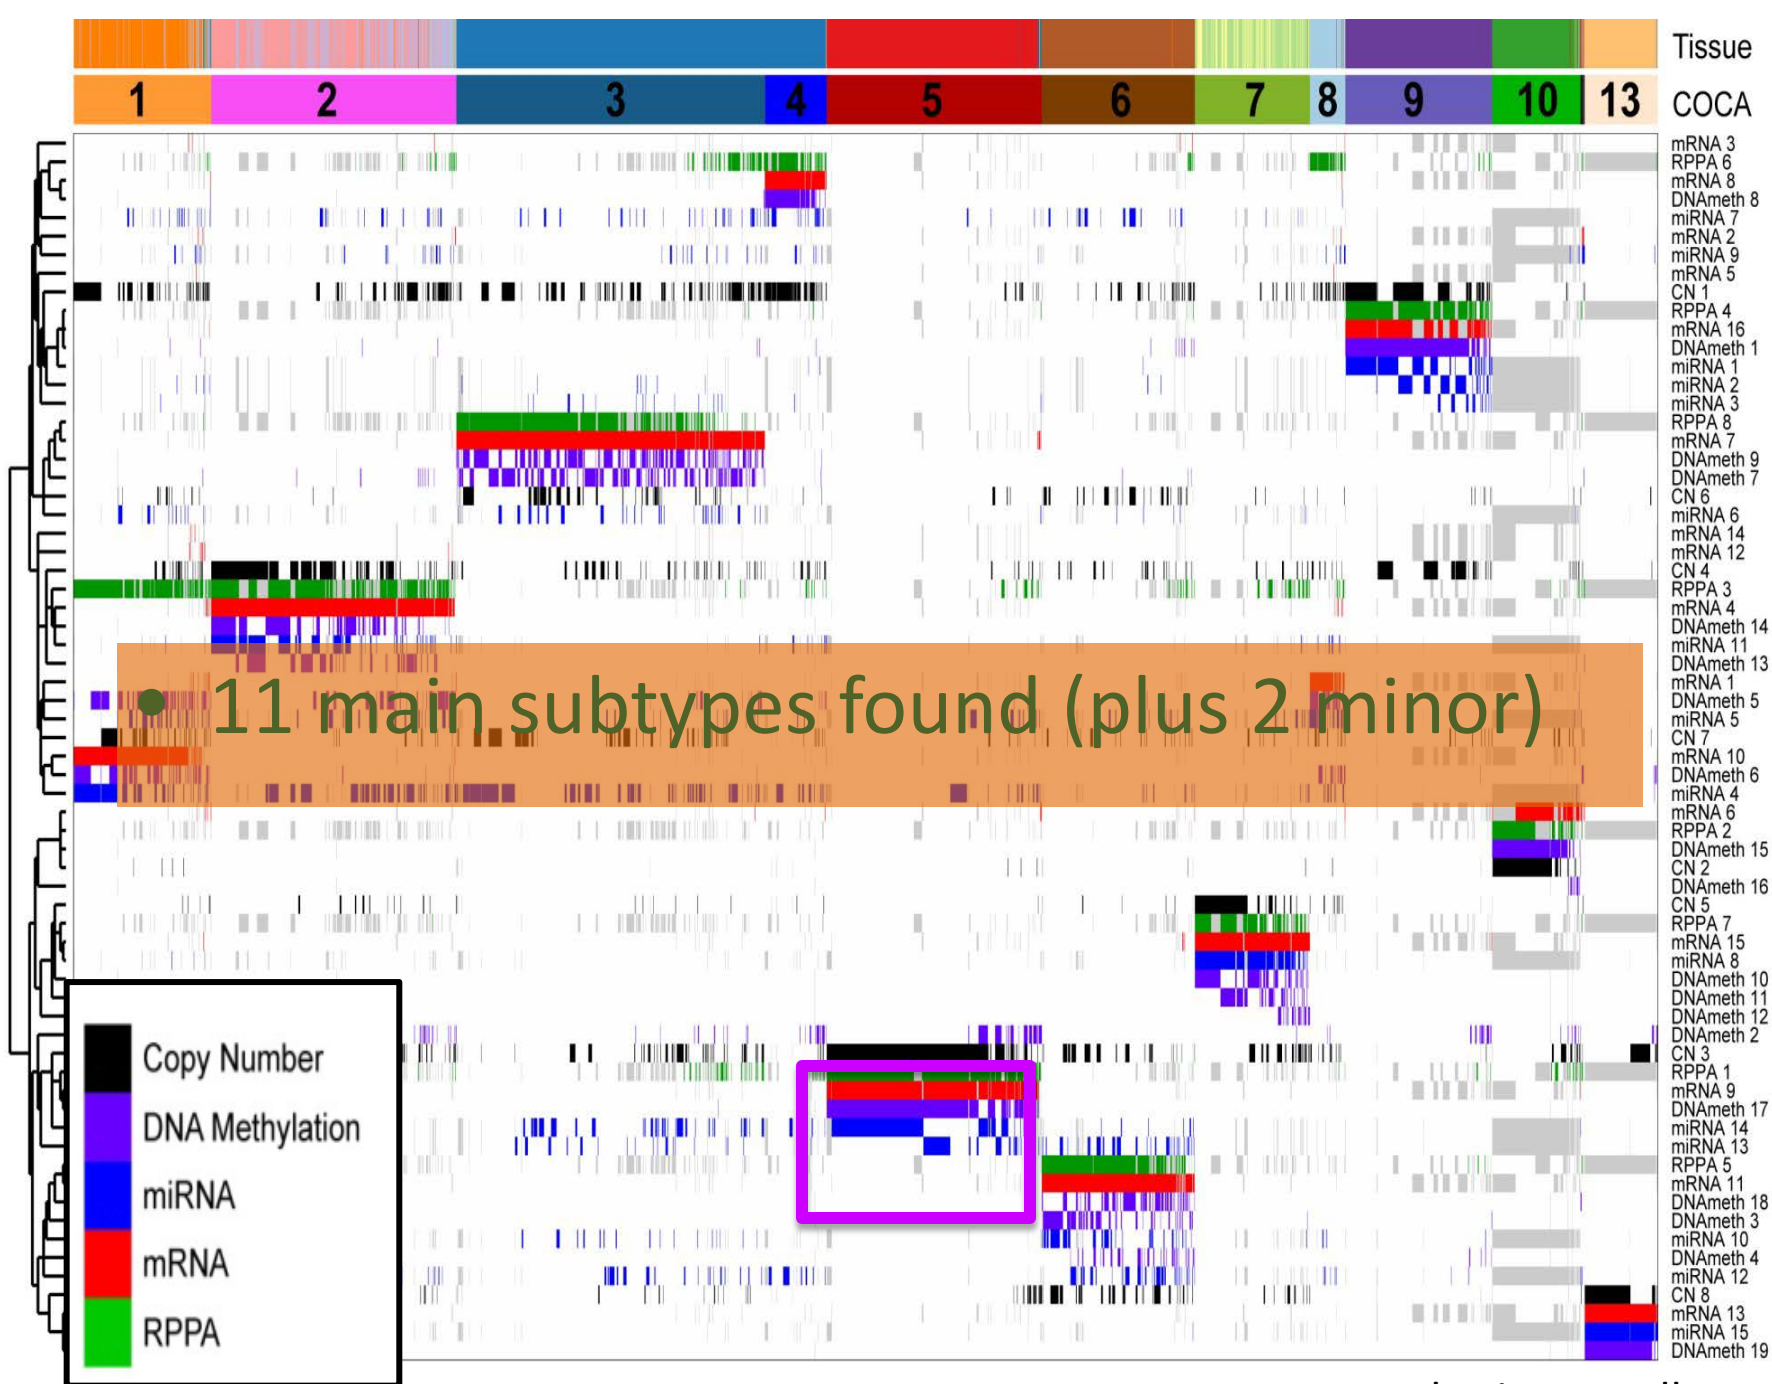 Tissue
1 2 3 4 5 6 7 8 9 10 13 COCA
mRNA 3
RPPA 6
mRNA 8
DNAmeth 8
miRNA 7
mRNA 2
miRNA 9
mRNA 5
CN 1
RPPA 4
mRNA 16
DNAmeth 1
miRNA 1
miRNA 2
miRNA 3
RPPA 8
mRNA 7
DNAmeth 9
DNAmeth 7
CN 6
miRNA 6
mRNA 14
mRNA 12
CN 4
RPPA 3
mRNA 4
DNAmeth 14
miRNA 11
DNAmeth 13
mRNA 1
DNAmeth 5
• 11 main subtypes found (plus 2 minor)
miRNA 5
CN 7
mRNA 10
DNAmeth 6
miRNA 4
mRNA 6
RPPA 2
DNAmeth 15
CN 2
DNAmeth 16
CN 5
RPPA 7
mRNA 15
miRNA 8
DNAmeth 10
DNAmeth 11
DNAmeth 12
DNAmeth 2
CN 3
RPPA 1
mRNA 9
DNAmeth 17
miRNA 14
miRNA 13
RPPA 5
mRNA 11
DNAmeth 18
DNAmeth 3
miRNA 10
DNAmeth 4
miRNA 12
CN 8
mRNA 13
miRNA 15
DNAmeth 19
Copy Number
DNA Methylation
miRNA
mRNA
RPPA